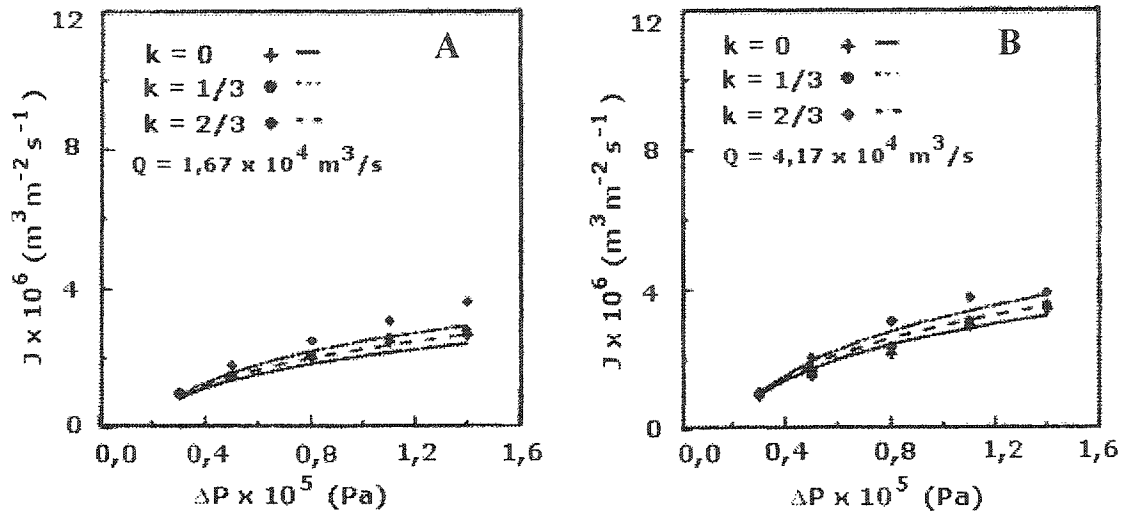 12
8
4
0
J x 10⁶ (m³m⁻²s⁻¹)
A
k = 0
k = 1/3
k = 2/3
Q = 1,67 x 10⁴ m³/s
0,0 0,4 0,8 1,2 1,6
ΔP x 10⁵ (Pa)
12
8
4
0
J x 10⁶ (m³m⁻²s⁻¹)
B
k = 0
k = 1/3
k = 2/3
Q = 4,17 x 10⁴ m³/s
0,0 0,4 0,8 1,2 1,6
ΔP x 10⁵ (Pa)